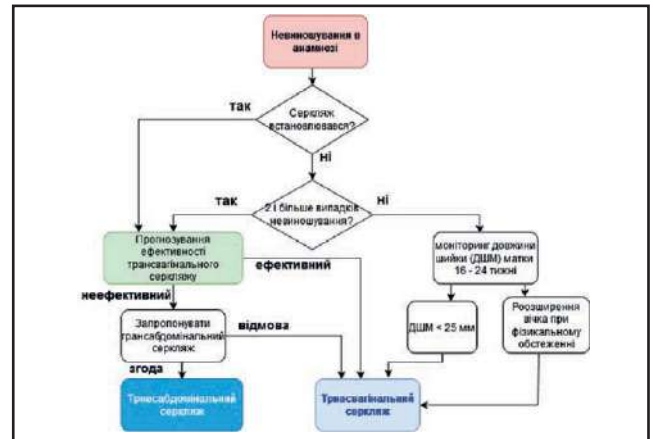 Невиношування в
анамнезі
так
Серкляж
встановлювався?
ні
так
2 і більше випадків
невиношування?
ні
Прогнозування
ефективності
трансвагінального
серкляжу
ефективний
моніторинг довжини
шийки (ДШМ) матки
16 - 24 тижні
неефективний
Запропонувати
трансабдомінальний
серкляж
відмова
ДШМ < 25 мм
Розширення
вічка при
фізикальному
обстеженні
згода
Трнасабдомінальний
серкляж
Трнасвагінальний
серкляж